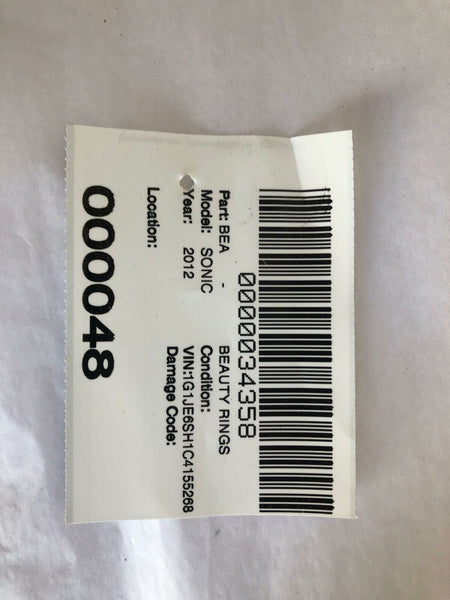 0000034358
Part: BEA - BEAUTY RINGS
Model: SONIC Condition:
Year: 2012 VIN:1G1JE6SH1C4155268
Damage Code:
Location:
000048